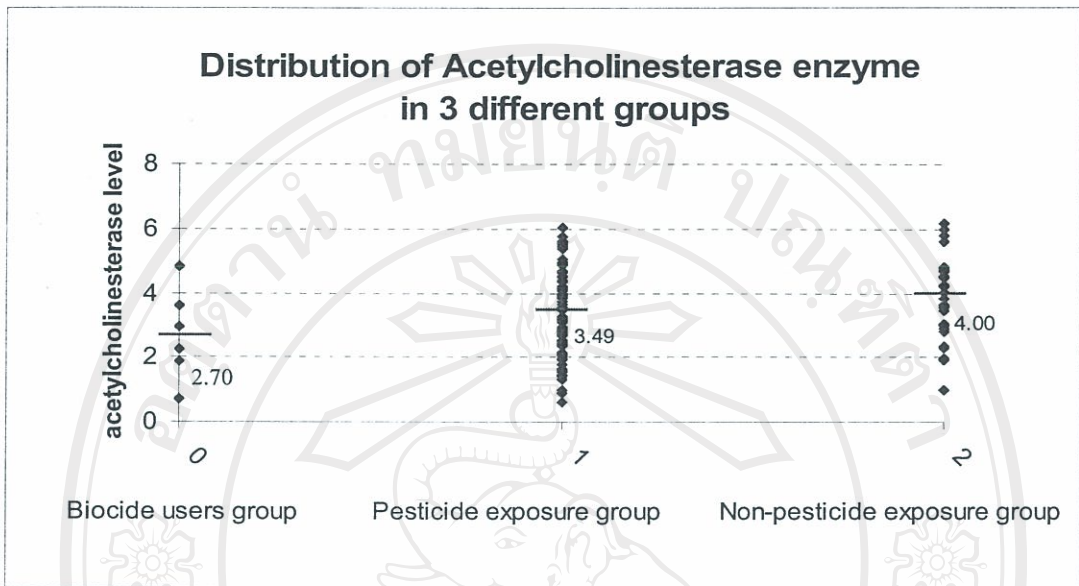 Distribution of Acetylcholinesterase enzyme
in 3 different groups
acetylcholinesterase level
8
6
4
2
0
2.70
3.49
4.00
0
1
2
Biocide users group
Pesticide exposure group
Non-pesticide exposure group